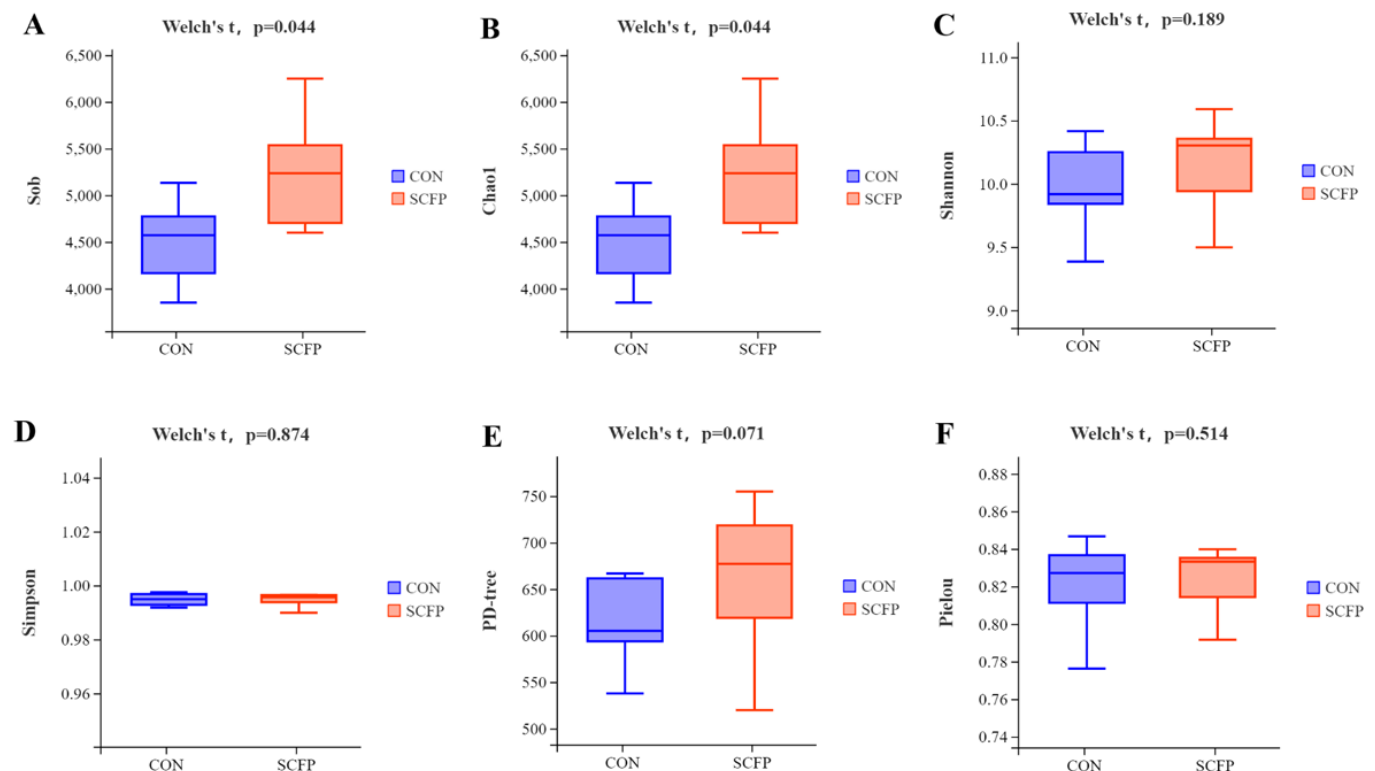 A
Welch's t, p=0.044
Sob
6,500
6,000
5,500
5,000
4,500
4,000
CON
SCFP
CON
SCFP
B
Welch's t, p=0.044
Chao1
6,500
6,000
5,500
5,000
4,500
4,000
CON
SCFP
CON
SCFP
C
Welch's t, p=0.189
Shannon
11.0
10.5
10.0
9.5
9.0
CON
SCFP
CON
SCFP
D
Welch's t, p=0.874
Simpson
1.04
1.02
1.00
0.98
0.96
CON
SCFP
CON
SCFP
E
Welch's t, p=0.071
PD-tree
750
700
650
600
550
500
CON
SCFP
CON
SCFP
F
Welch's t, p=0.514
Pielou
0.88
0.86
0.84
0.82
0.80
0.78
0.76
0.74
CON
SCFP
CON
SCFP